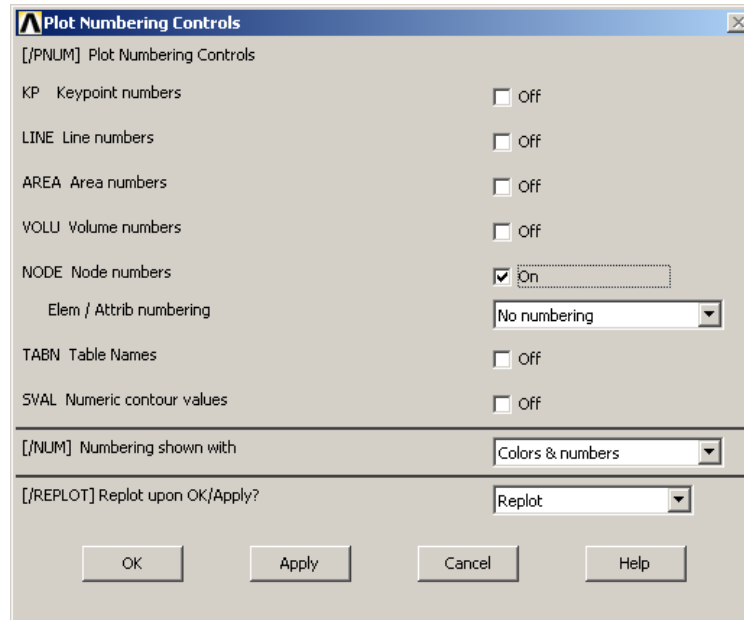 Plot Numbering Controls
[/PNUM] Plot Numbering Controls
KP Keypoint numbers Off
LINE Line numbers Off
AREA Area numbers Off
VOLU Volume numbers Off
NODE Node numbers On
Elem / Attrib numbering No numbering
TABN Table Names Off
SVAL Numeric contour values Off
[/NUM] Numbering shown with Colors & numbers
[/REPLOT] Replot upon OK/Apply? Replot
OK Apply Cancel Help